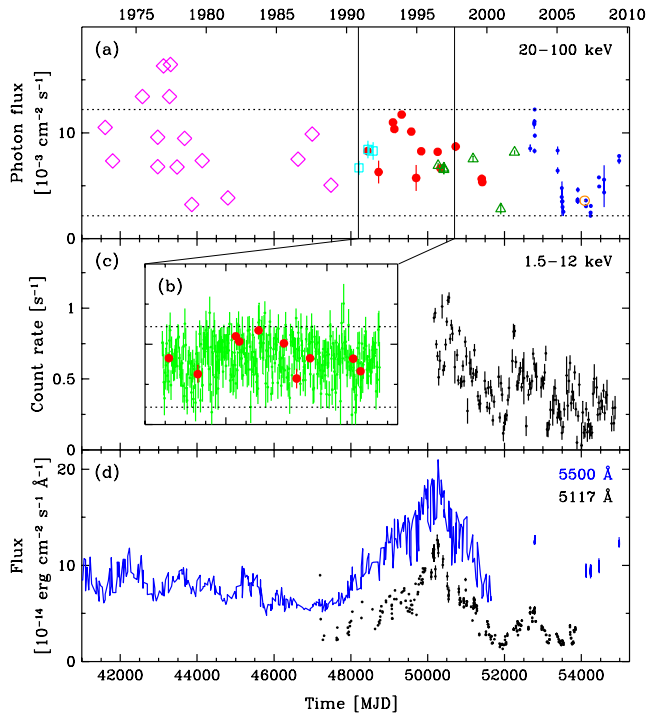 1975 1980 1985 1990 1995 2000 2005 2010
(a) 20−100 keV
Photon flux
[10−3 cm−2 s−1]
10
0
(c) 1.5−12 keV
(b)
Count rate [s−1]
1
0.5
0
(d) 5500 Å
5117 Å
Flux
[10−14 erg cm−2 s−1 Å−1]
20
10
0
42000 44000 46000 48000 50000 52000 54000
Time [MJD]